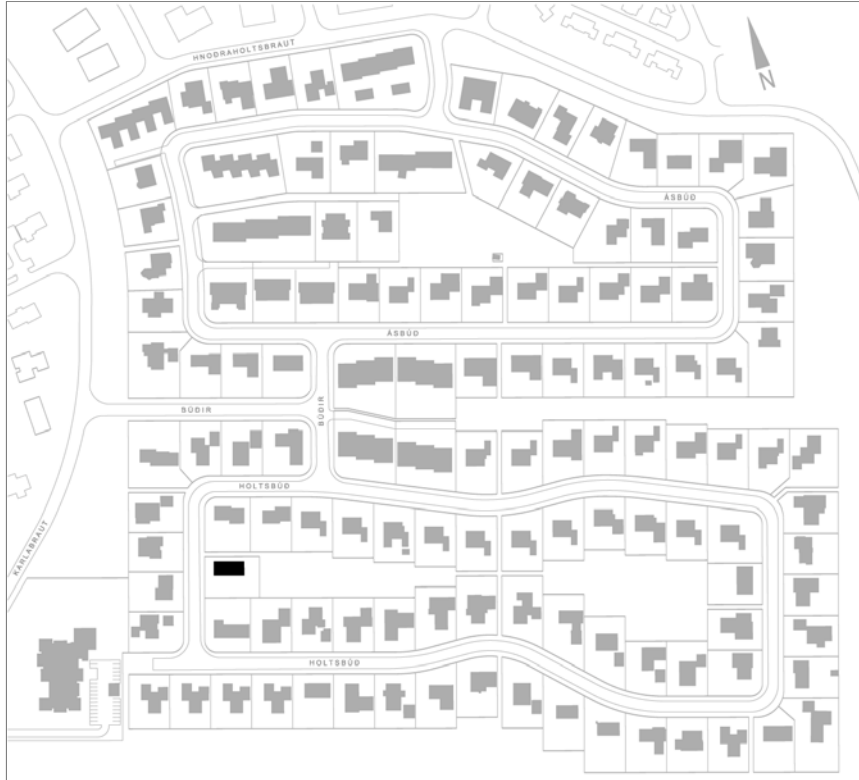 HNOÐRAHOLTSBRAUT
N
ÁSBÚÐ
ÁSBÚÐ
BÚÐIR
BÚÐIR
HOLTSBÚÐ
KARLABRAUT
HOLTSBÚÐ